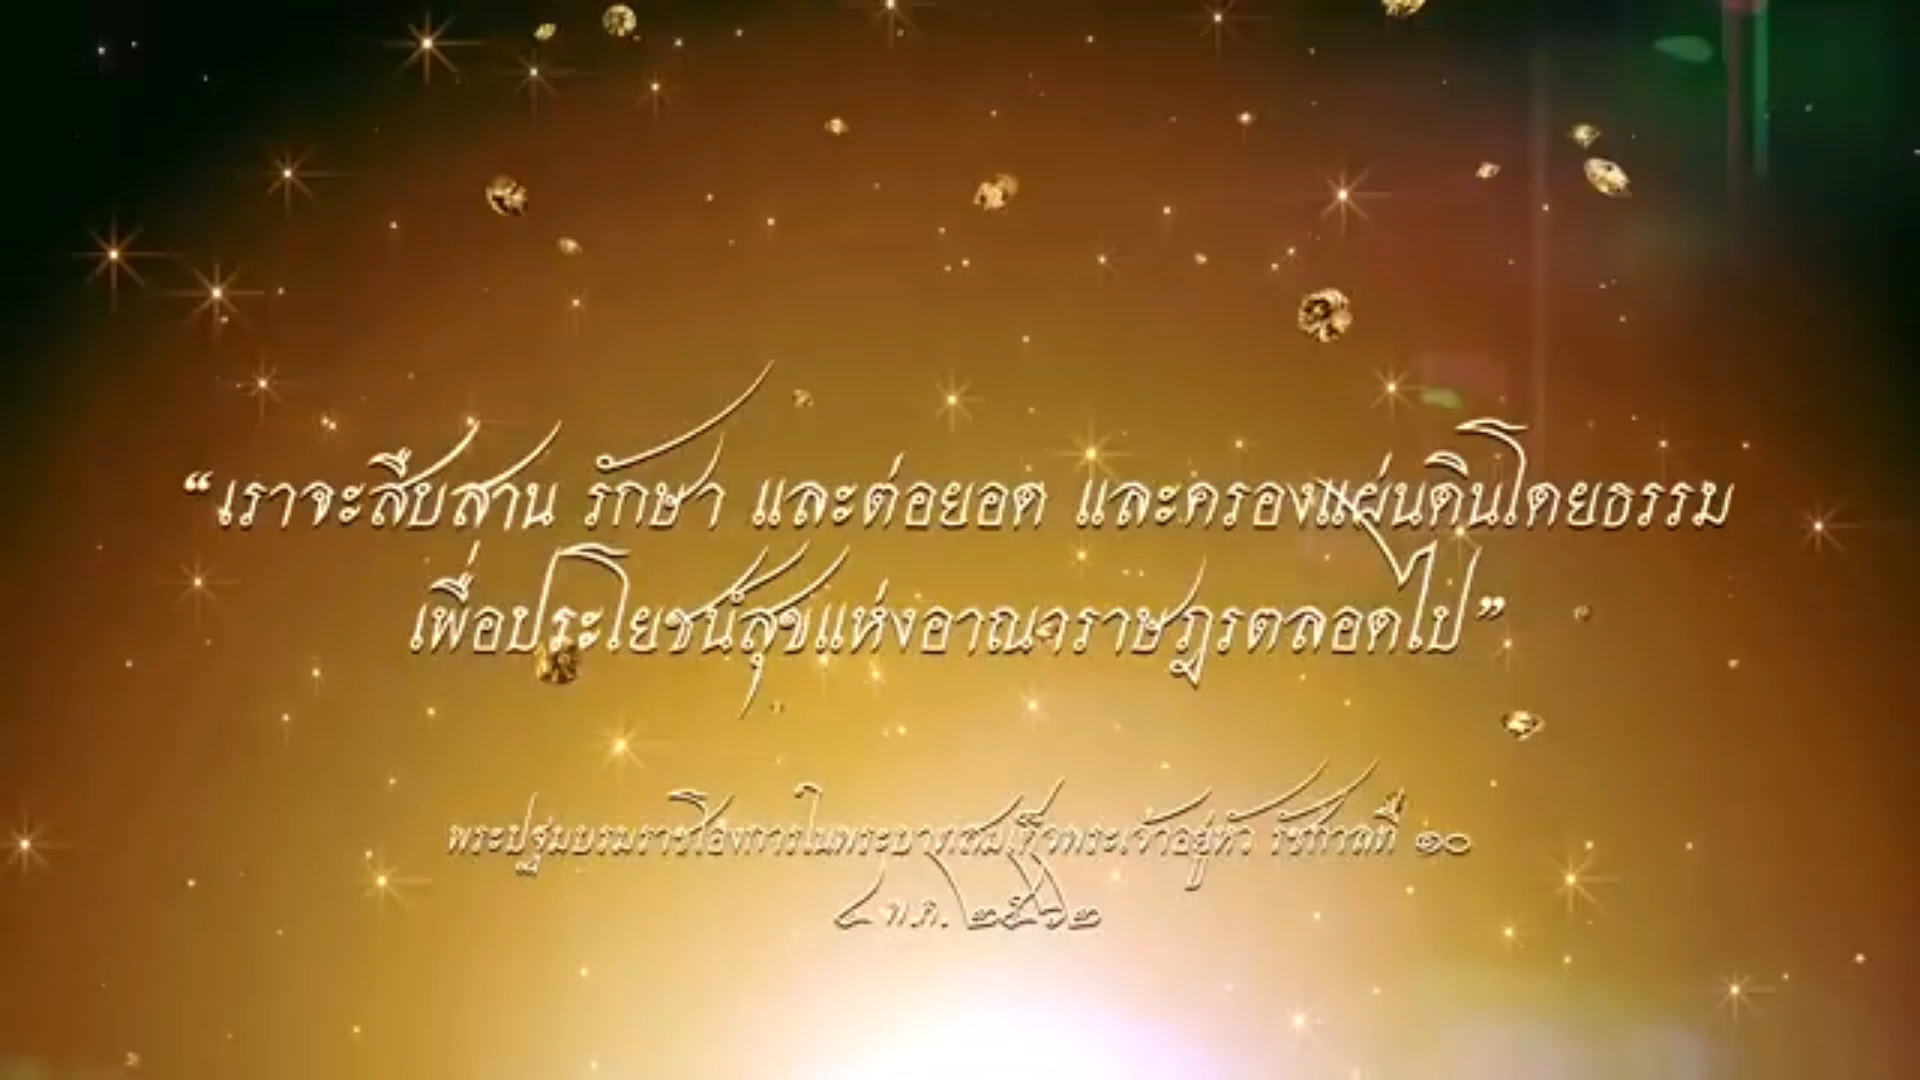 “เราจะสืบสาน รักษา และต่อยอด และครองแผ่นดินโดยธรรม
เพื่อประโยชน์สุขแห่งอาณาราษฎรตลอดไป”
พระปฐมบรมราชโองการในพระบาทสมเด็จพระเจ้าอยู่หัว รัชกาลที่ ๑๐
๔ พ.ค. ๒๕๖๒